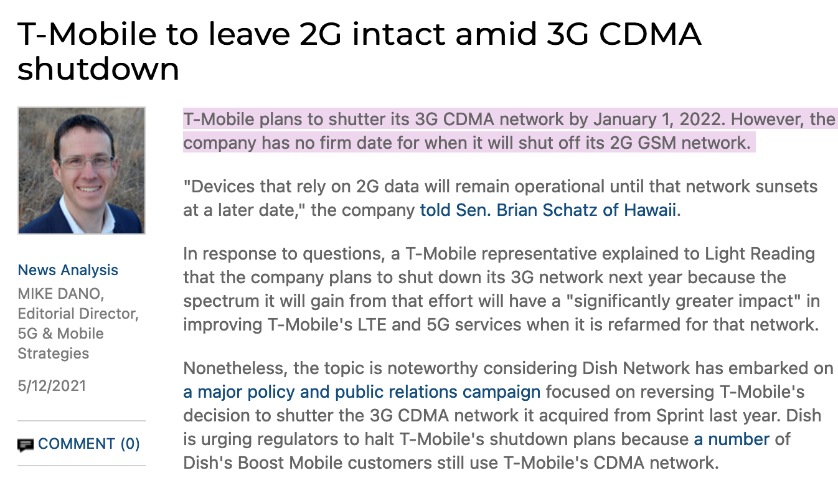 T-Mobile to leave 2G intact amid 3G CDMA
shutdown
News Analysis
MIKE DANO,
Editorial Director,
5G & Mobile
Strategies
5/12/2021
COMMENT (0)
T-Mobile plans to shutter its 3G CDMA network by January 1, 2022. However, the
company has no firm date for when it will shut off its 2G GSM network.
"Devices that rely on 2G data will remain operational until that network sunsets
at a later date," the company told Sen. Brian Schatz of Hawaii.
In response to questions, a T-Mobile representative explained to Light Reading
that the company plans to shut down its 3G network next year because the
spectrum it will gain from that effort will have a "significantly greater impact" in
improving T-Mobile's LTE and 5G services when it is refarmed for that network.
Nonetheless, the topic is noteworthy considering Dish Network has embarked on
a major policy and public relations campaign focused on reversing T-Mobile's
decision to shutter the 3G CDMA network it acquired from Sprint last year. Dish
is urging regulators to halt T-Mobile's shutdown plans because a number of
Dish's Boost Mobile customers still use T-Mobile's CDMA network.